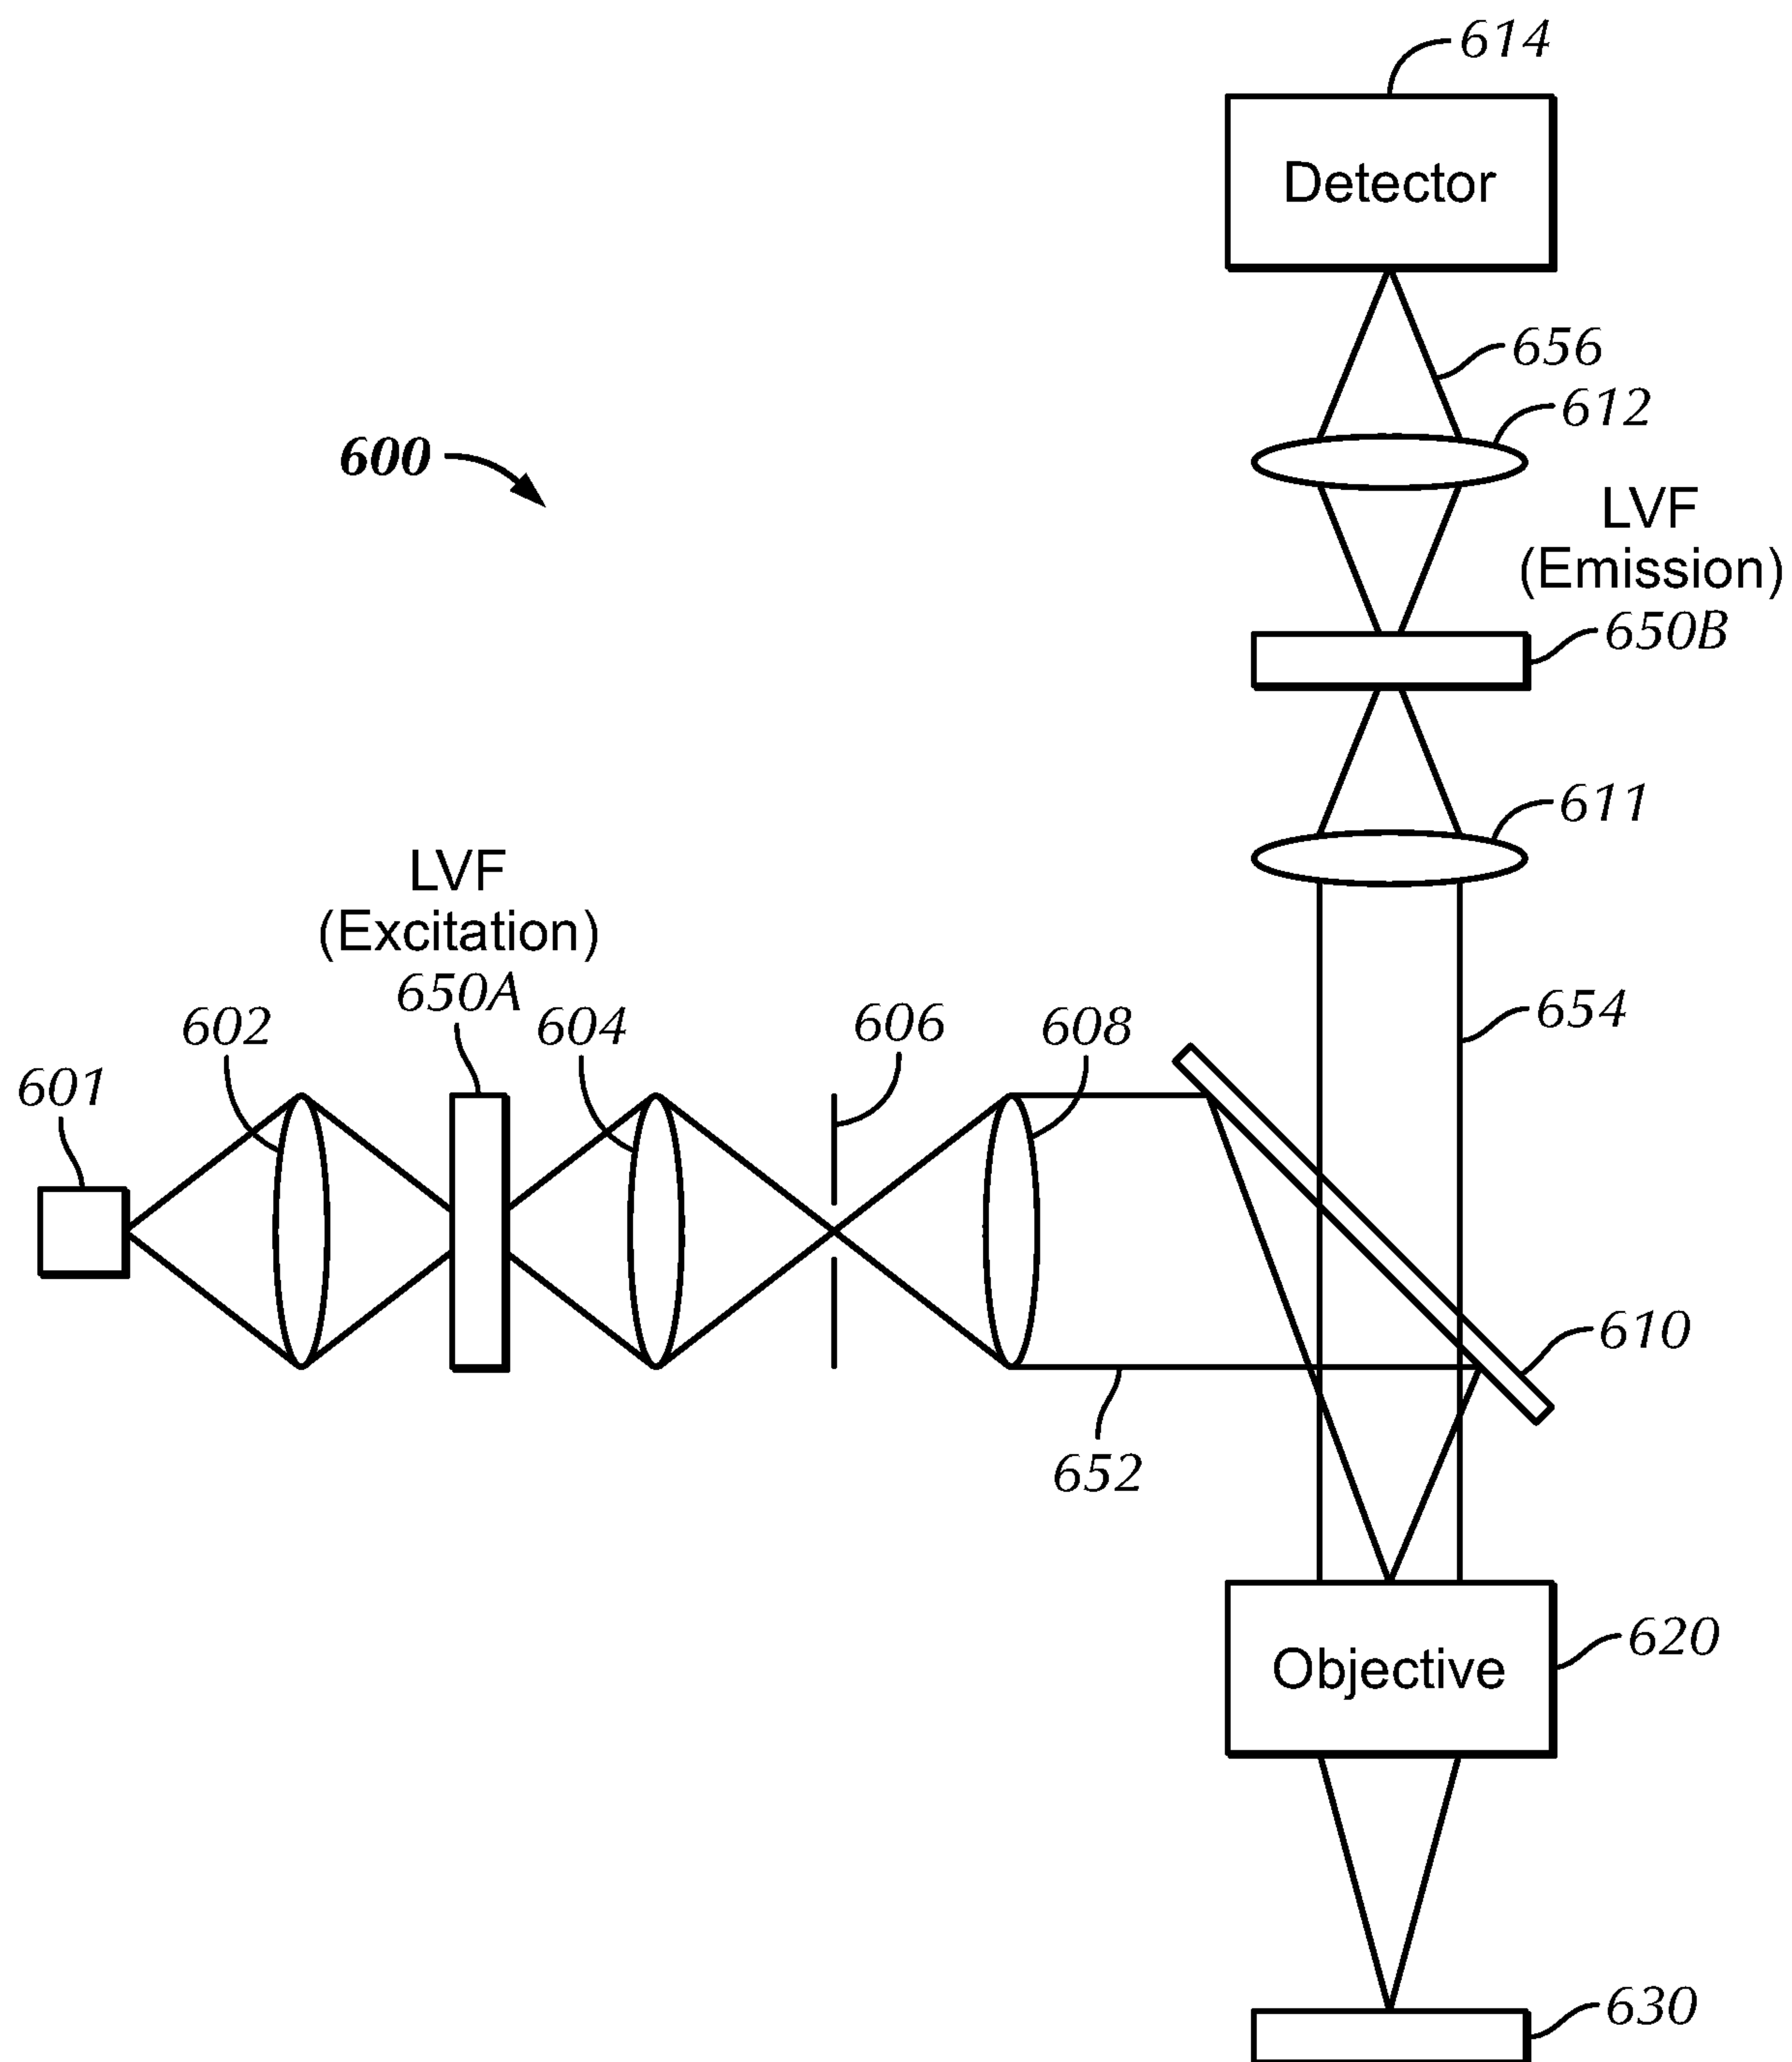 614
Detector
656
612
600
LVF
(Emission)
650B
611
LVF
(Excitation)
650A
602
604
606
608
654
601
610
652
620
Objective
630